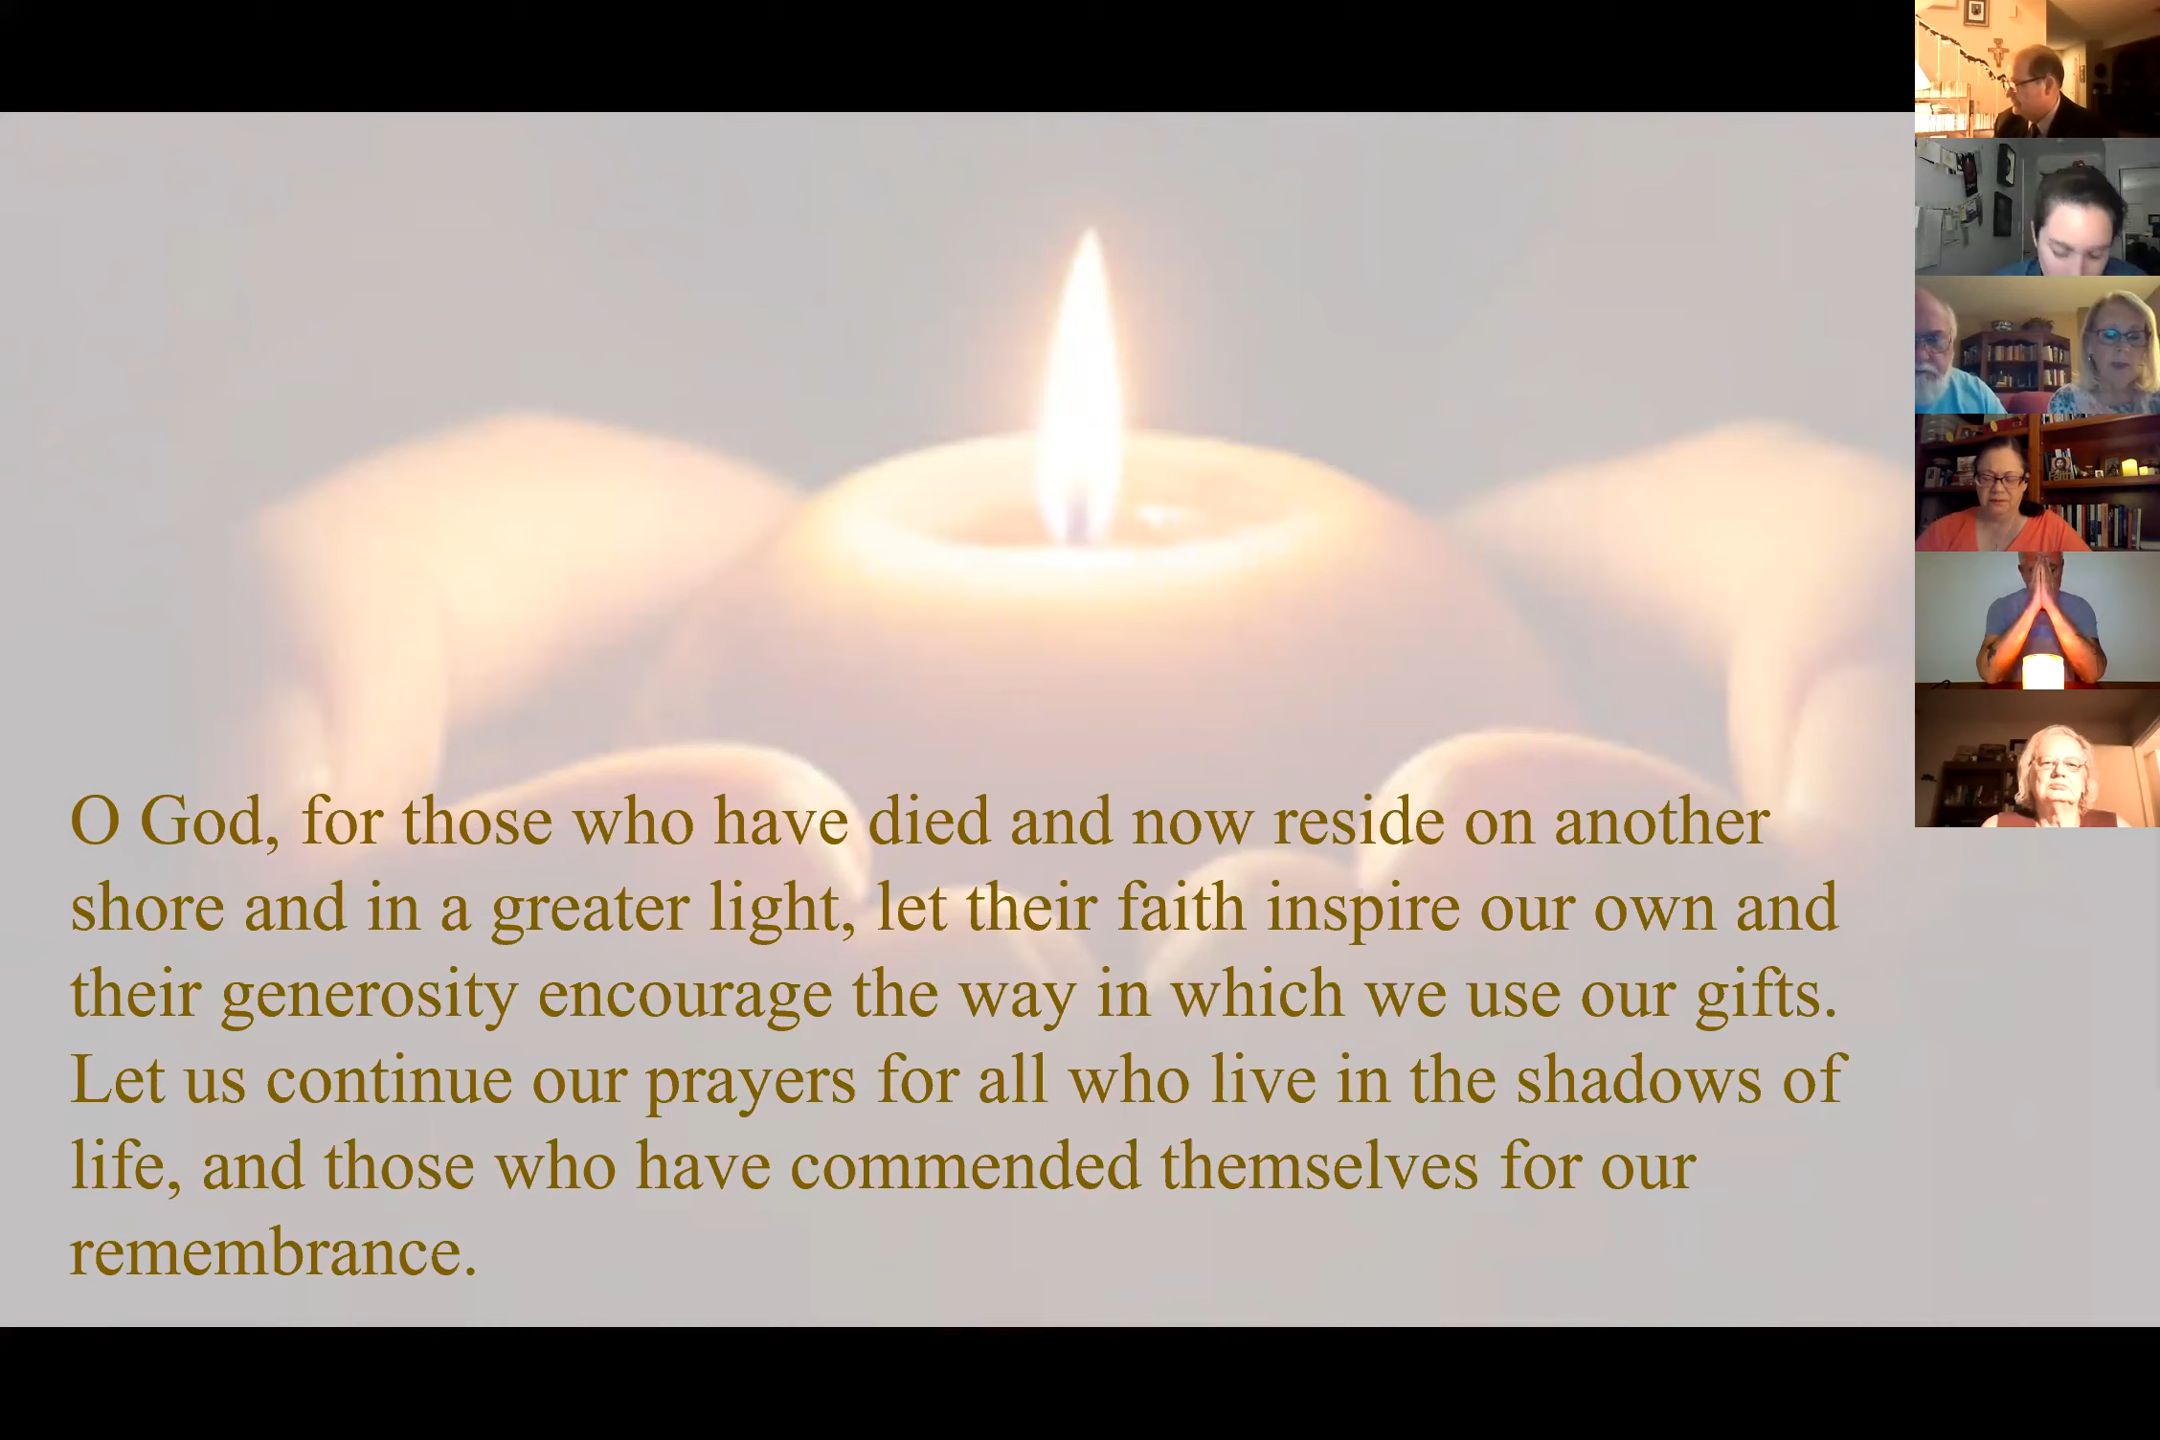 O God, for those who have died and now reside on another
shore and in a greater light, let their faith inspire our own and
their generosity encourage the way in which we use our gifts.
Let us continue our prayers for all who live in the shadows of
life, and those who have commended themselves for our
remembrance.